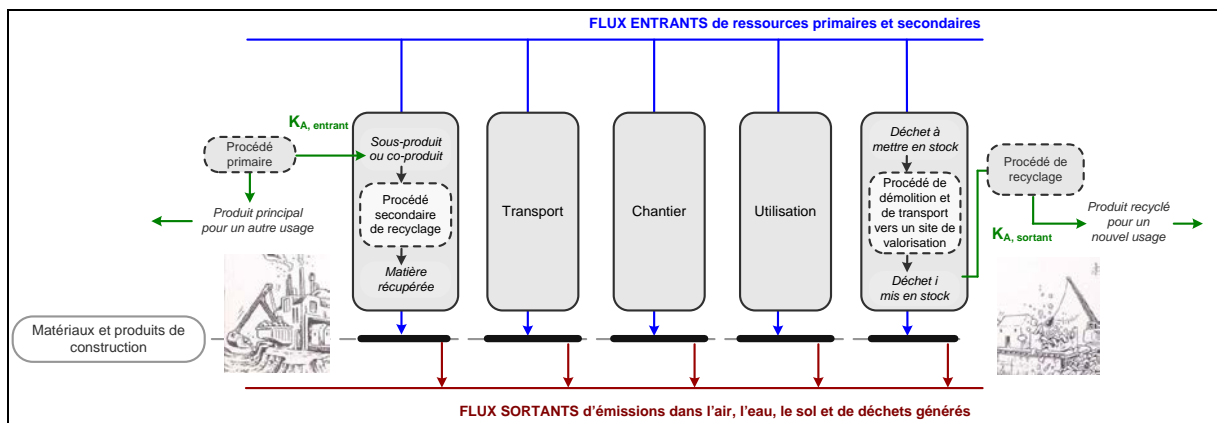 FLUX ENTRANTS de ressources primaires et secondaires
K A, entrant
Procédé
primaire
Produit principal
pour un autre usage
Sous-produit
ou co-produit
Procédé
secondaire
de recyclage
Matière
récupérée
Transport
Chantier
Utilisation
Déchet à
mettre en stock
Procédé de
démolition et
de transport
vers un site de
valorisation
Déchet i
mis en stock
Procédé de
recyclage
K A, sortant
Produit recyclé
pour un
nouvel usage
Matériaux et produits de
construction
FLUX SORTANTS d'émissions dans l'air, l'eau, le sol et de déchets générés